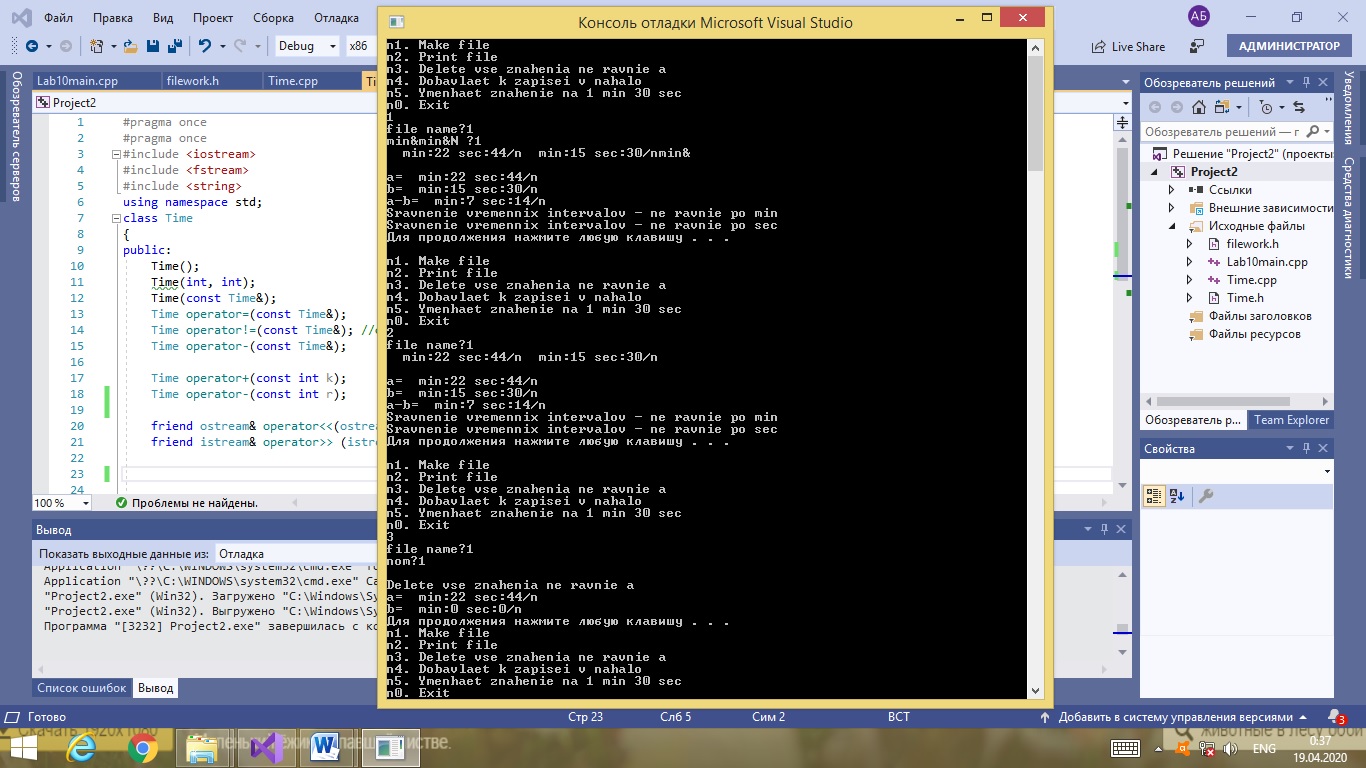 Файл Правка Вид Проект Сборка Отладка
Консоль отладки Microsoft Visual Studio
АБ
Debug x86
Live Share
АДМИНИСТРАТОР
Обозреватель серверов
Lab10main.cpp filework.h Time.cpp
Project2
1 #pragma once
2 #pragma once
3 #include <iostream>
4 #include <fstream>
5 #include <string>
6 using namespace std;
7 class Time
8 {
9 public:
10 Time();
11 Time(int, int);
12 Time(const Time&);
13 Time operator=(const Time&);
14 Time operator!=(const Time&); //
15 Time operator-(const Time&);
16
17 Time operator+(const int k);
18 Time operator-(const int r);
19
20 friend ostream& operator<<(ostrea
21 friend istream& operator>> (istre
22
23
24
100 %
Проблемы не найдены.
Вывод
Показать выходные данные из: Отладка
Application "\??\C:\WINDOWS\system32\cmd.exe"
Application "\??\C:\WINDOWS\system32\cmd.exe" Са
"Project2.exe" (Win32). Загружено "C:\Windows\Sy
"Project2.exe" (Win32). Выгружено "C:\Windows\Sy
Программа "[3232] Project2.exe" завершилась с ко
Список ошибок Вывод
n1. Make file
n2. Print file
n3. Delete vse znahenia ne ravnie a
n4. Dobavlaet k zapisei v nahalo
n5. Ymenhaet znahenie na 1 min 30 sec
n0. Exit
1
file name?1
min&min&N ?1
min:22 sec:44/n min:15 sec:30/nmin&
a= min:22 sec:44/n
b= min:15 sec:30/n
a-b= min:7 sec:14/n
Sravnenie vremennix intervalov - ne ravnie po min
Sravnenie vremennix intervalov - ne ravnie po sec
Для продолжения нажмите любую клавишу . . .
n1. Make file
n2. Print file
n3. Delete vse znahenia ne ravnie a
n4. Dobavlaet k zapisei v nahalo
n5. Ymenhaet znahenie na 1 min 30 sec
n0. Exit
2
file name?1
min:22 sec:44/n min:15 sec:30/n
a= min:22 sec:44/n
b= min:15 sec:30/n
a-b= min:7 sec:14/n
Sravnenie vremennix intervalov - ne ravnie po min
Sravnenie vremennix intervalov - ne ravnie po sec
Для продолжения нажмите любую клавишу . . .
n1. Make file
n2. Print file
n3. Delete vse znahenia ne ravnie a
n4. Dobavlaet k zapisei v nahalo
n5. Ymenhaet znahenie na 1 min 30 sec
n0. Exit
3
file name?1
nom?1
Delete vse znahenia ne ravnie a
a= min:22 sec:44/n
b= min:0 sec:0/n
Для продолжения нажмите любую клавишу . . .
n1. Make file
n2. Print file
n3. Delete vse znahenia ne ravnie a
n4. Dobavlaet k zapisei v nahalo
n5. Ymenhaet znahenie na 1 min 30 sec
n0. Exit
Обозреватель решений
Обозреватель решений — г
Решение "Project2" (проекты
Project2
Ссылки
Внешние зависимости
Исходные файлы
filework.h
Lab10main.cpp
Time.cpp
Time.h
Файлы заголовков
Файлы ресурсов
Обозреватель р... Team Explorer
Свойства
Уведомления
Средства диагностики
Готово
Стр 23 Слб 5 Сим 2 ВСТ
Добавить в систему управления версиями
3
Скачать 1920x1080
животные в лесу
ENG
0:37
19.04.2020